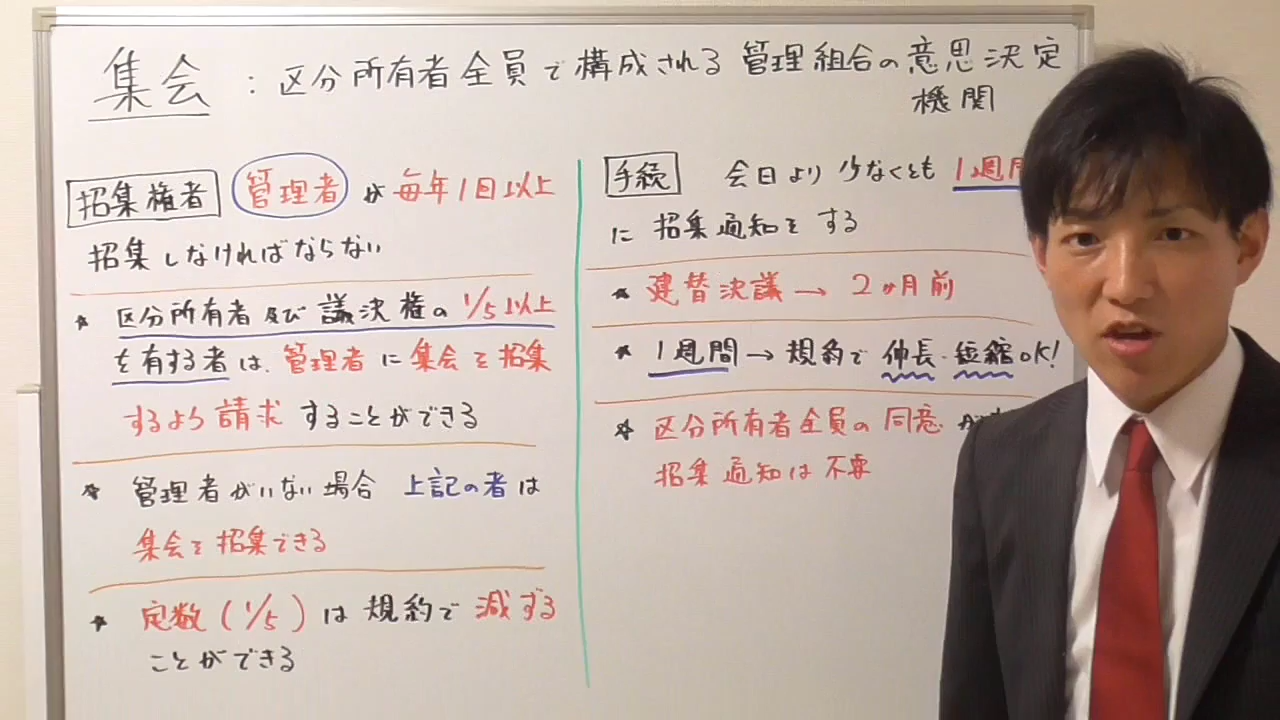 集会 : 区分所有者全員で構成される 管理組合の意思決定
機関
招集権者 管理者 が 毎年1回以上
招集しなければならない
★ 区分所有者及び議決権の1/5以上
を有する者は、管理者に集会を招集
するよう請求することができる
★ 管理者がいない場合 上記の者は
集会を招集できる
★ 定数(1/5)は規約で減ずる
ことができる
手続 会日より少なくとも1週間
に招集通知をする
★ 建替決議→2ヶ月前
★ 1週間→規約で伸長・短縮OK!
★ 区分所有者全員の同意が
招集通知は不要